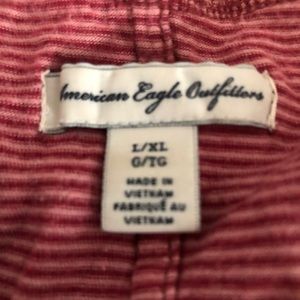 American Eagle Outfitters
L/XL
G/TG
MADE IN
VIETNAM
FABRIQUÉ AU
VIETNAM